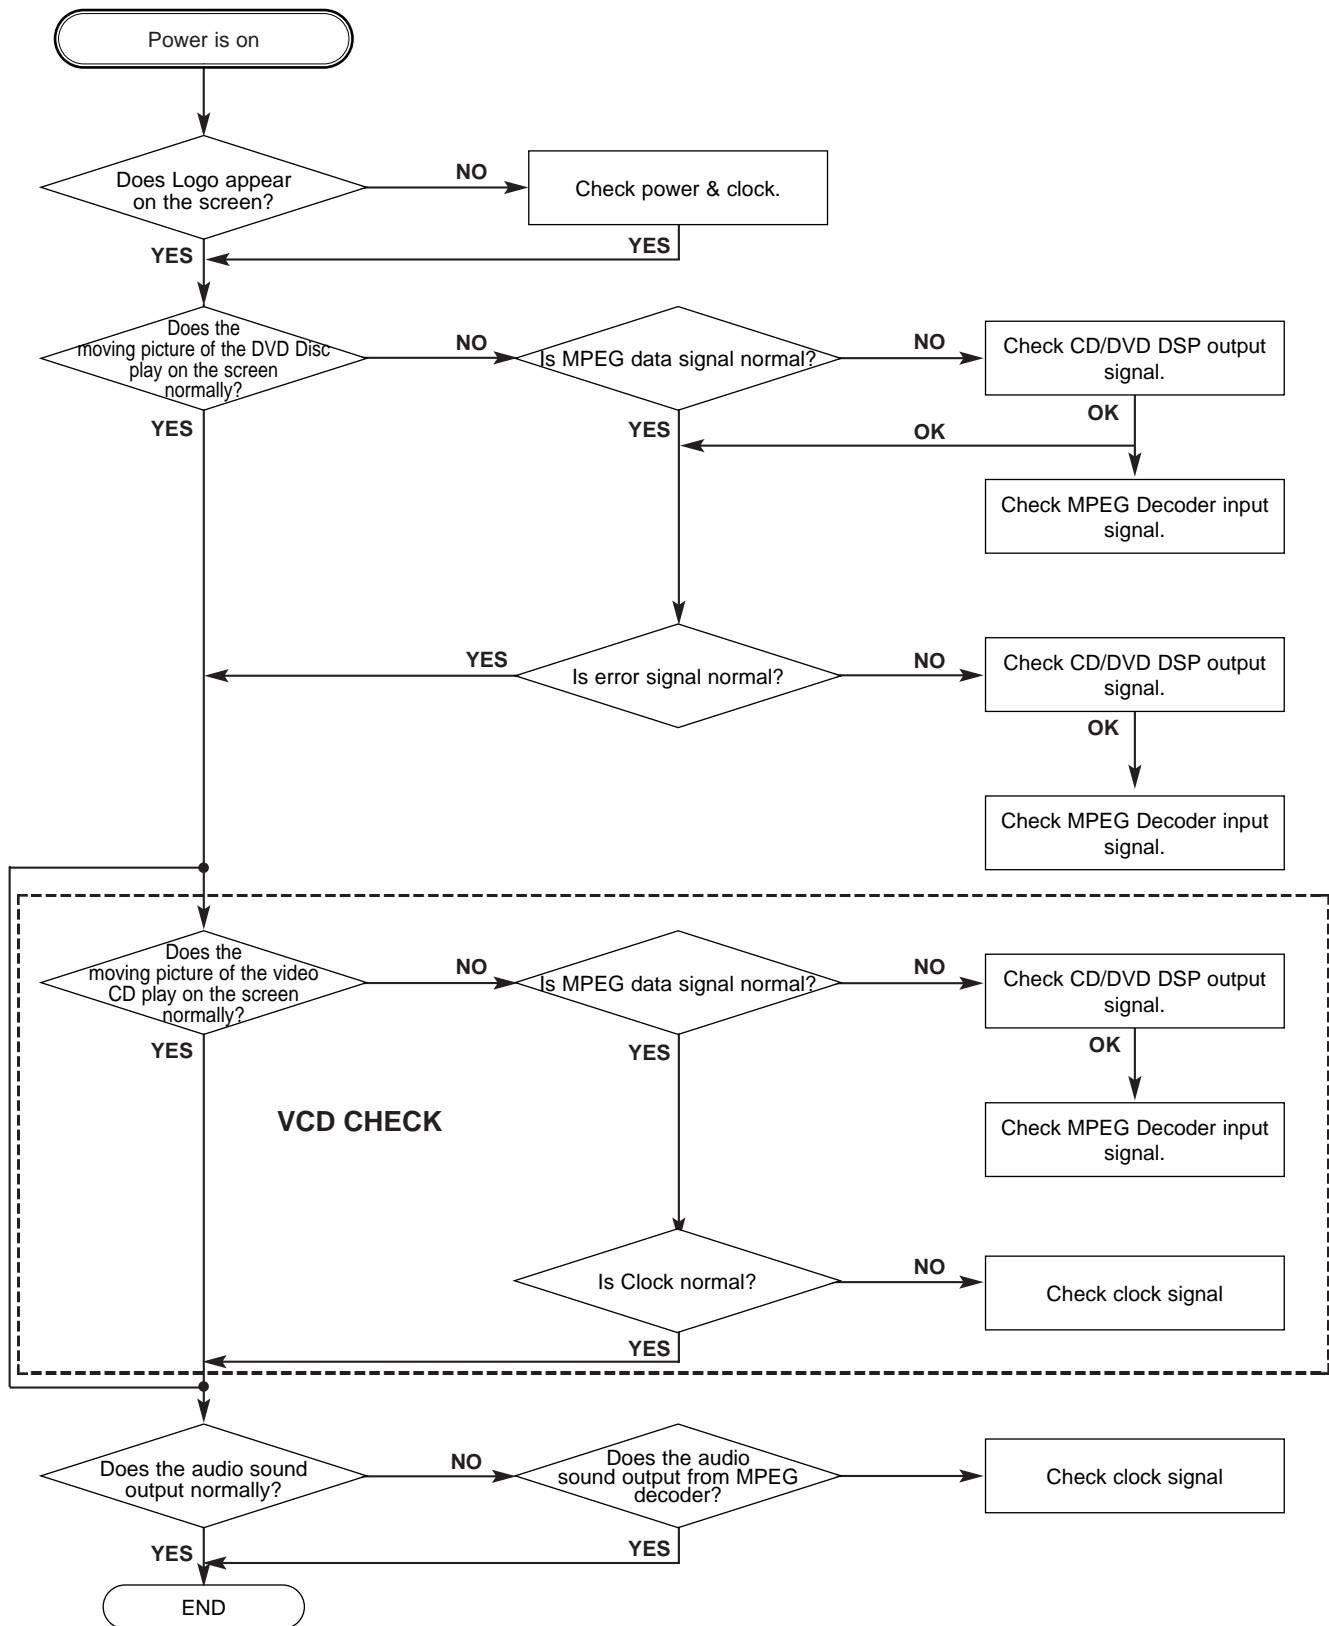 Power is on
Does Logo appear
on the screen?
NO
Check power & clock.
YES
YES
Does the
moving picture of the DVD Disc
play on the screen
normally?
NO
Is MPEG data signal normal?
NO
Check CD/DVD DSP output
signal.
YES
YES
OK
OK
Check MPEG Decoder input
signal.
YES
Is error signal normal?
NO
Check CD/DVD DSP output
signal.
OK
Check MPEG Decoder input
signal.
Does the
moving picture of the video
CD play on the screen
normally?
NO
Is MPEG data signal normal?
NO
Check CD/DVD DSP output
signal.
YES
YES
OK
VCD CHECK
Check MPEG Decoder input
signal.
Is Clock normal?
NO
Check clock signal
YES
Does the audio sound
output normally?
NO
Does the audio
sound output from MPEG
decoder?
Check clock signal
YES
YES
END